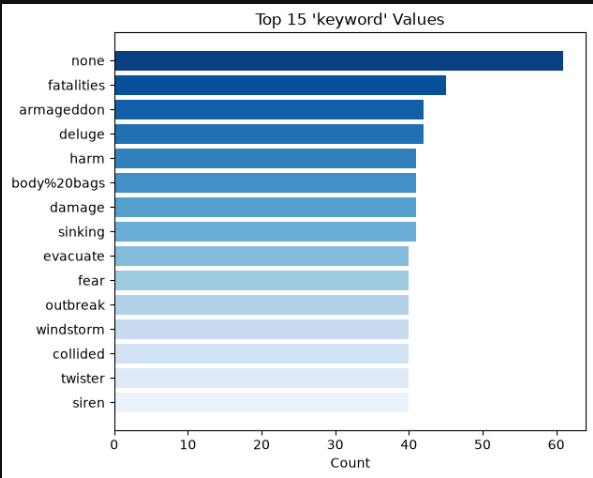 Top 15 'keyword' Values
none
fatalities
armageddon
deluge
harm
body%20bags
damage
sinking
evacuate
fear
outbreak
windstorm
collided
twister
siren
0 10 20 30 40 50 60
Count